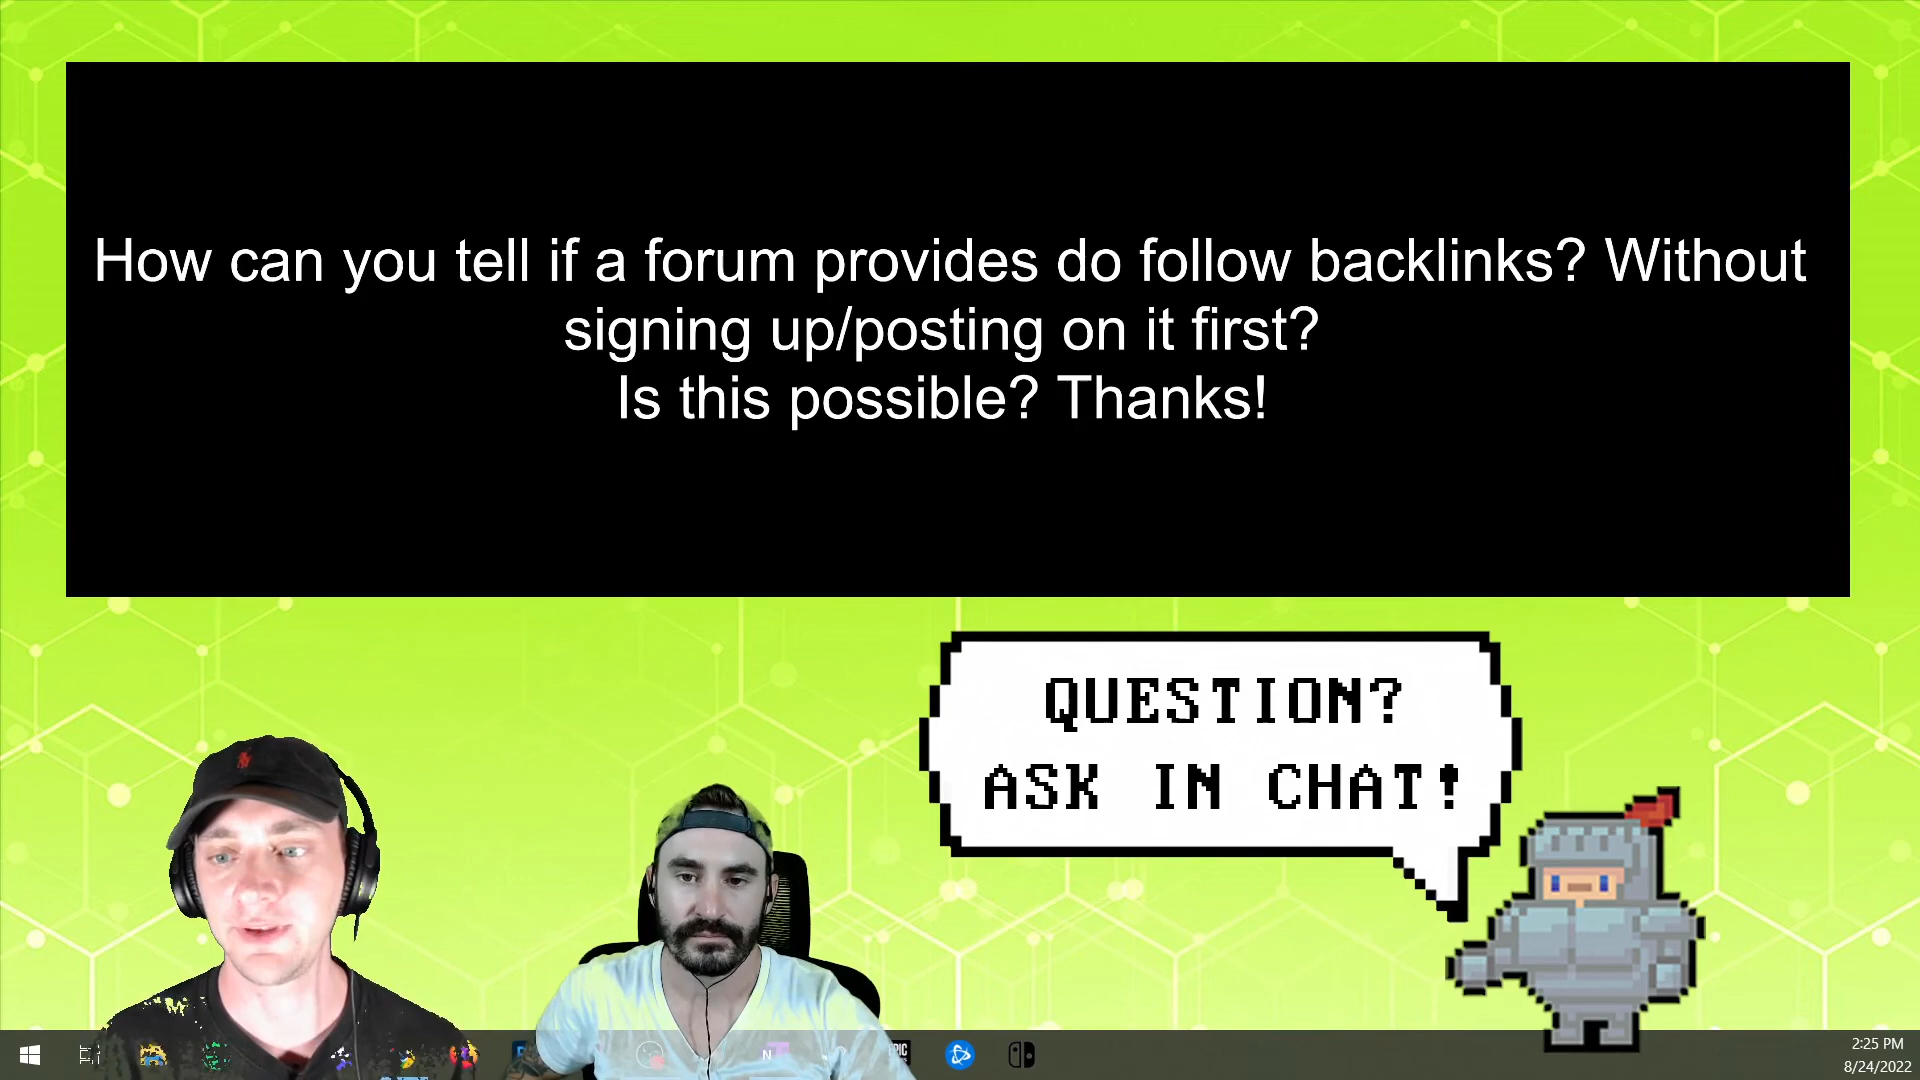 How can you tell if a forum provides do follow backlinks? Without
signing up/posting on it first?
Is this possible? Thanks!
QUESTION?
ASK IN CHAT!
N
EPIC
2:25 PM
8/24/2022